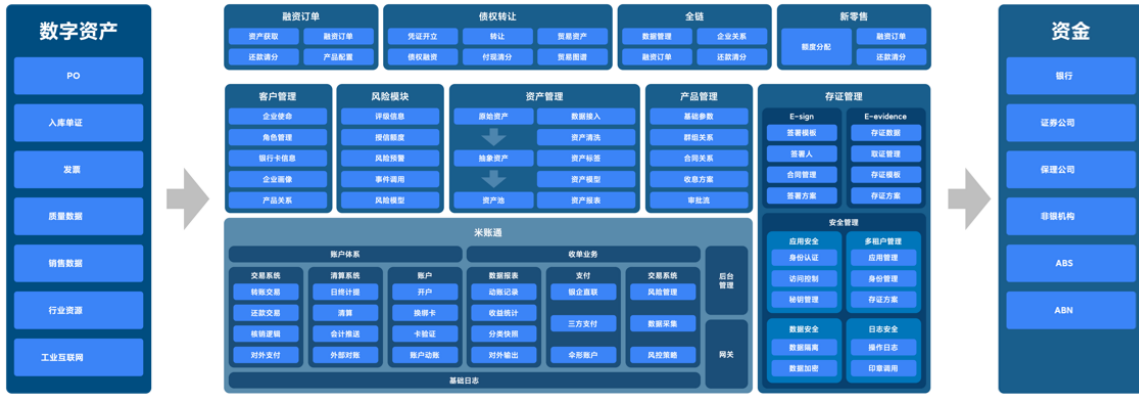 数字资产
PO
入库单证
发票
质量数据
销售数据
行业资源
工业互联网
融资订单
资产获取
融资订单
还款清分
产品配置
债权转让
凭证开立
转让
贸易资产
债权融资
付现清分
贸易图谱
全链
数据管理
企业关系
融资订单
还款清分
新零售
额度分配
融资订单
还款清分
客户管理
企业使命
角色管理
银行卡信息
企业画像
产品关系
风险模块
评级信息
授信额度
风险预警
事件调用
风险模型
资产管理
原始资产
抽象资产
资产池
数据接入
资产清洗
资产标签
资产模型
资产报表
产品管理
基础参数
群组关系
合同关系
收息方案
审批流
存证管理
E-sign
签署模板
签署人
合同管理
签署方案
E-evidence
存证数据
取证管理
存证模板
存证方案
安全管理
应用安全
身份认证
访问控制
秘钥管理
多租户管理
应用管理
身份管理
存证方案
数据安全
数据隔离
数据加密
日志安全
操作日志
印章调用
米账通
账户体系
收单业务
交易系统
转账交易
还款交易
核销逻辑
对外支付
清算系统
日终计提
清算
会计推送
外部对账
账户
开户
换绑卡
卡验证
账户动账
数据报表
动账记录
收益统计
分类快照
对外输出
支付
银企直联
三方支付
伞形账户
交易系统
风险管理
数据采集
风控策略
后台
管理
网关
基础日志
资金
银行
证券公司
保理公司
非银机构
ABS
ABN